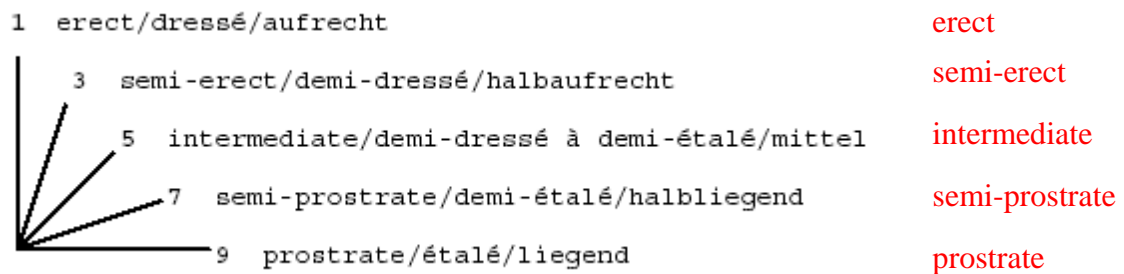 1 erect/dressé/aufrecht erect
3 semi-erect/demi-dressé/halbaufrecht semi-erect
5 intermediate/demi-dressé à demi-étalé/mittel intermediate
7 semi-prostrate/demi-étalé/halbliegend semi-prostrate
9 prostrate/étalé/liegend prostrate